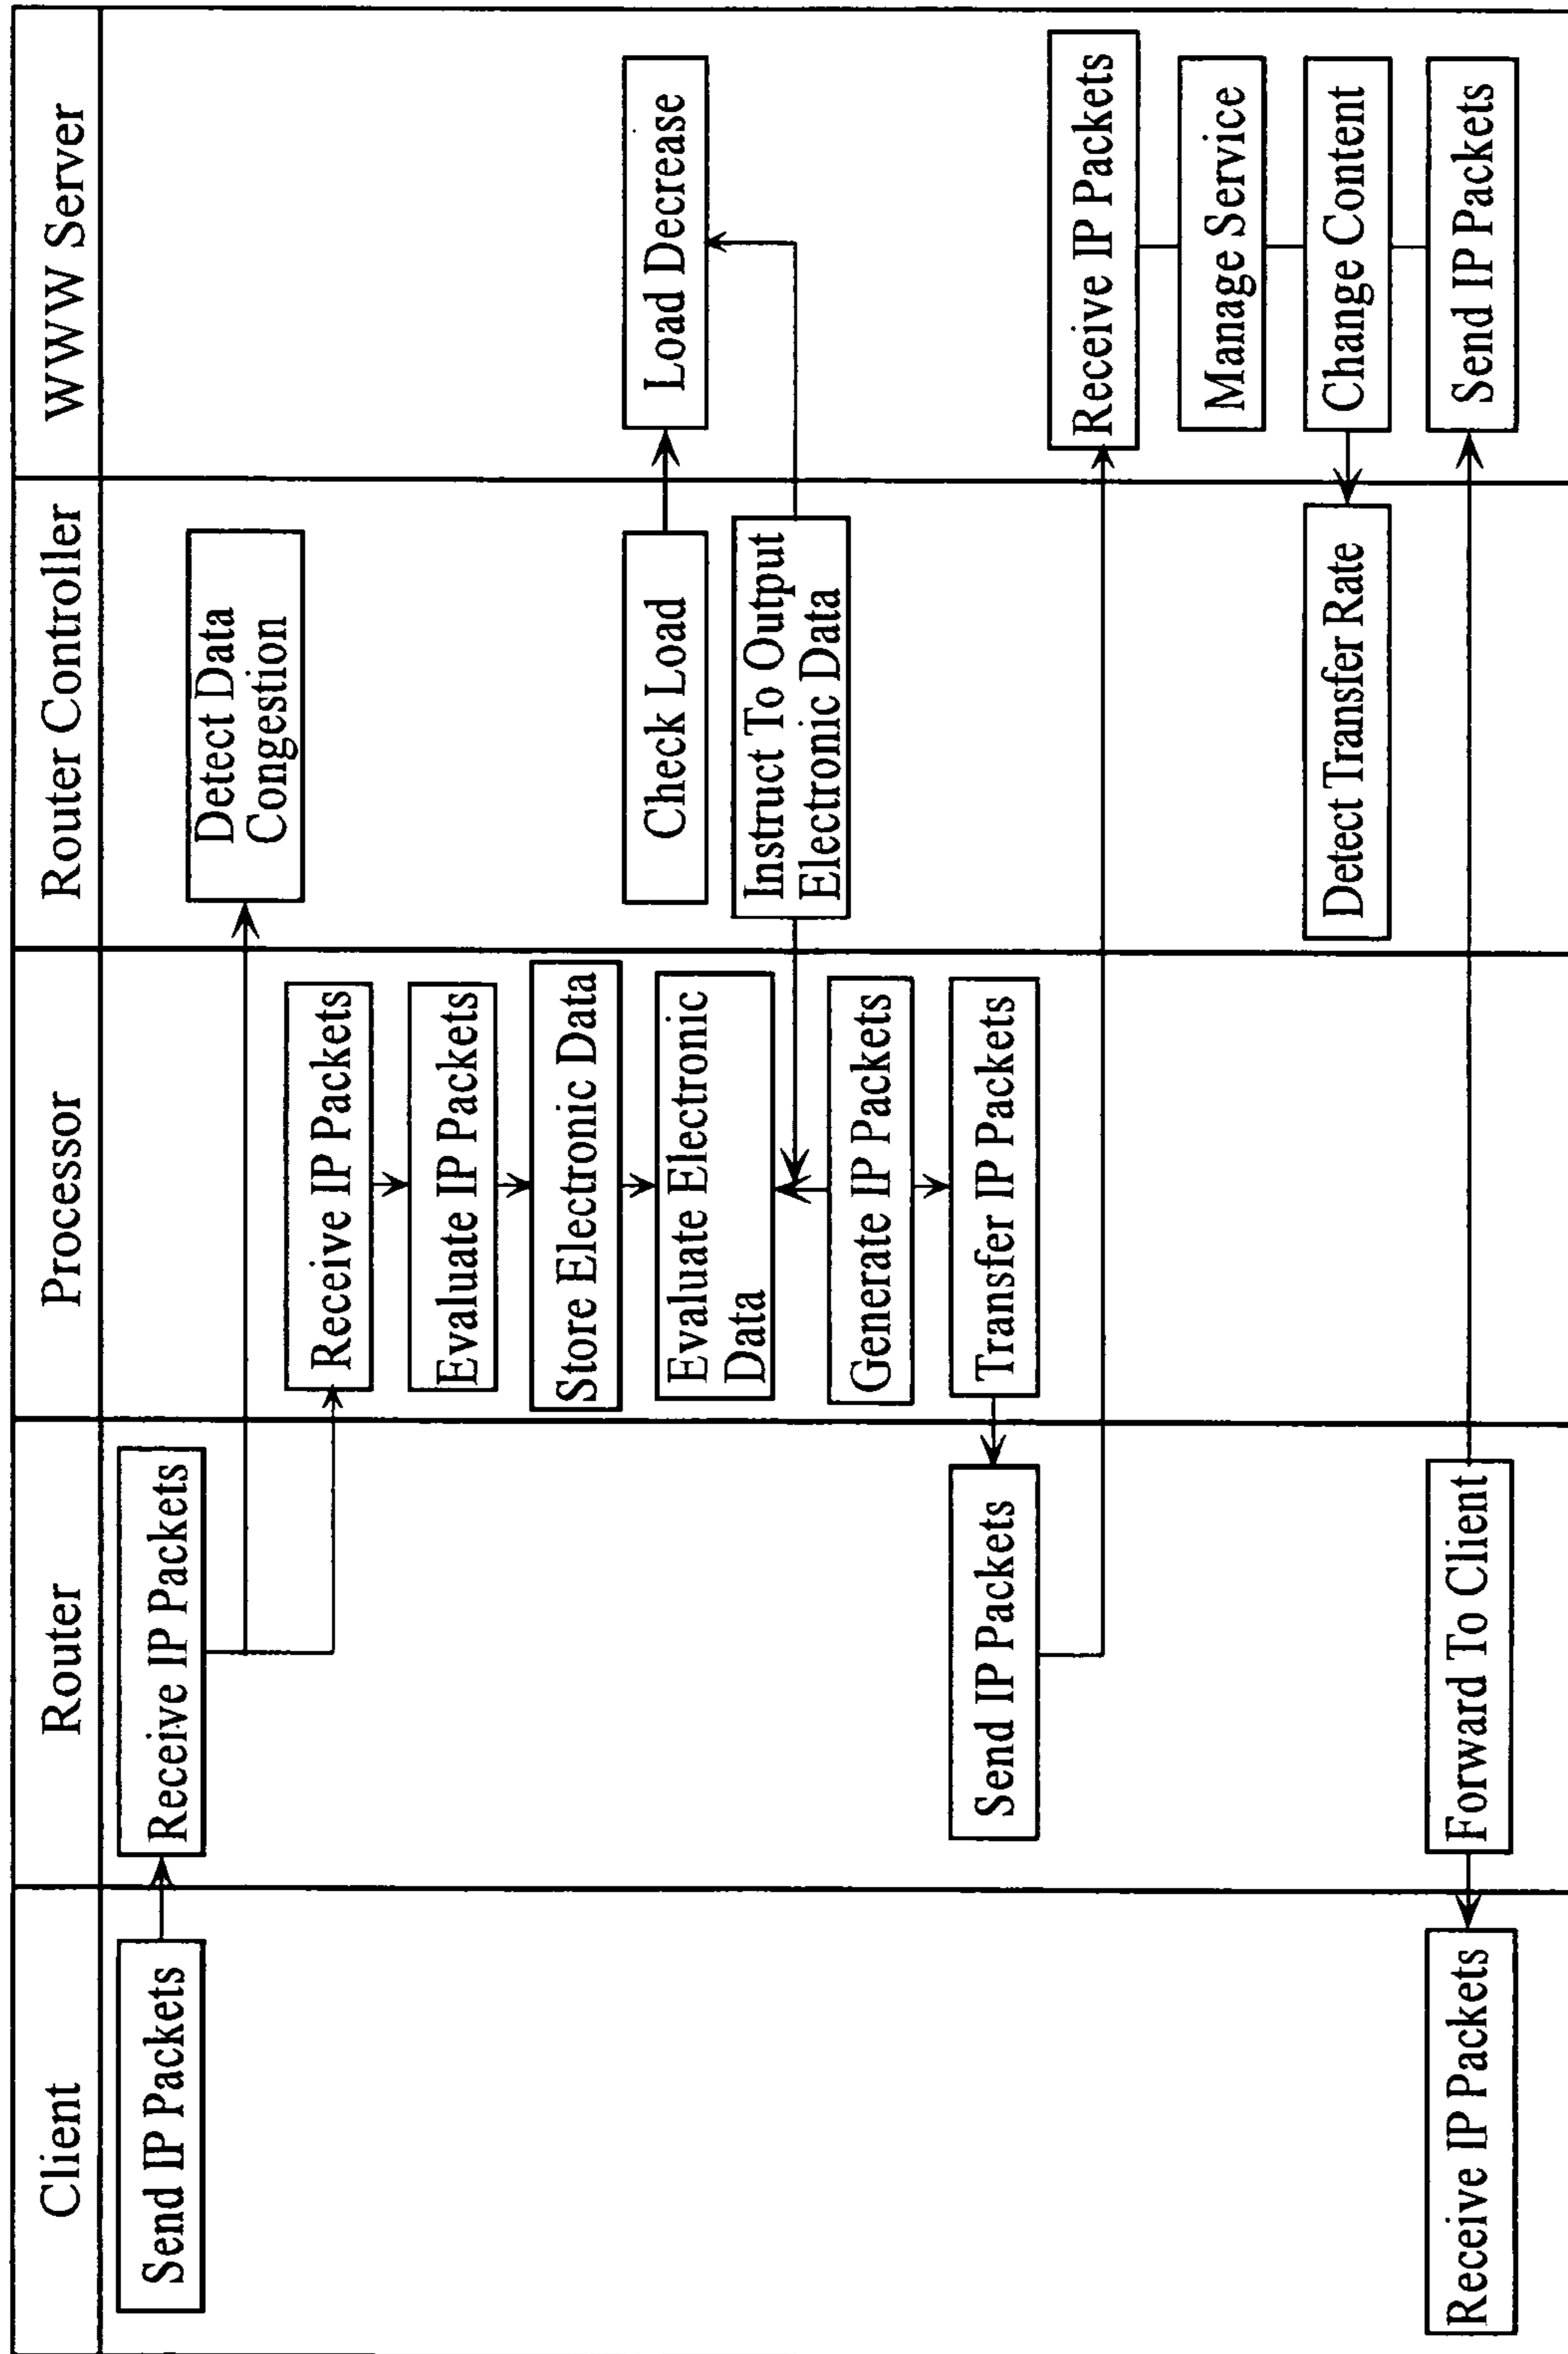 Client
Router
Processor
Router Controller
WWW Server
Send IP Packets
Receive IP Packets
Detect Data
Congestion
Receive IP Packets
Evaluate IP Packets
Store Electronic Data
Evaluate Electronic
Data
Check Load
Load Decrease
Instruct To Output
Electronic Data
Generate IP Packets
Transfer IP Packets
Send IP Packets
Receive IP Packets
Manage Service
Change Content
Detect Transfer Rate
Send IP Packets
Forward To Client
Receive IP Packets